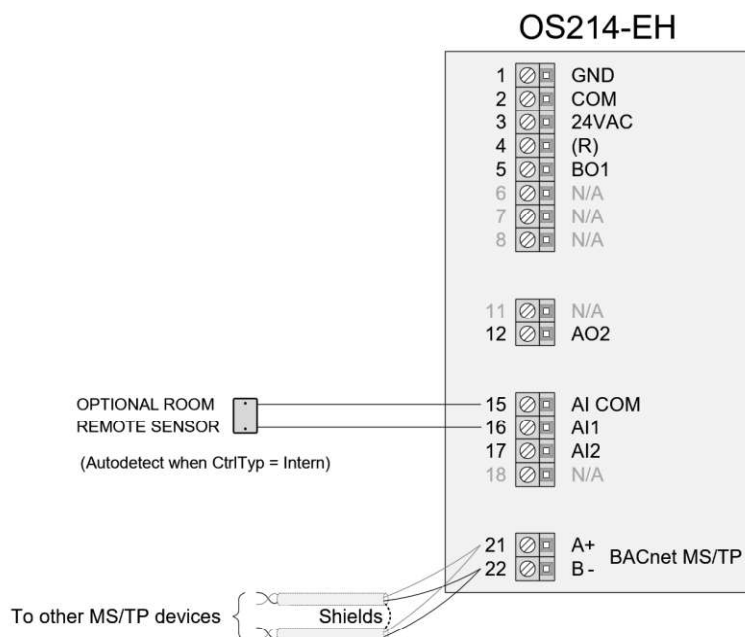 OS214-EH
1 GND
2 COM
3 24VAC
4 (R)
5 BO1
6 N/A
7 N/A
8 N/A
11 N/A
12 AO2
OPTIONAL ROOM
REMOTE SENSOR
(Autodetect when CtrlTyp = Intern)
15 AI COM
16 AI1
17 AI2
18 N/A
21 A+
22 B -
BACnet MS/TP
To other MS/TP devices
Shields